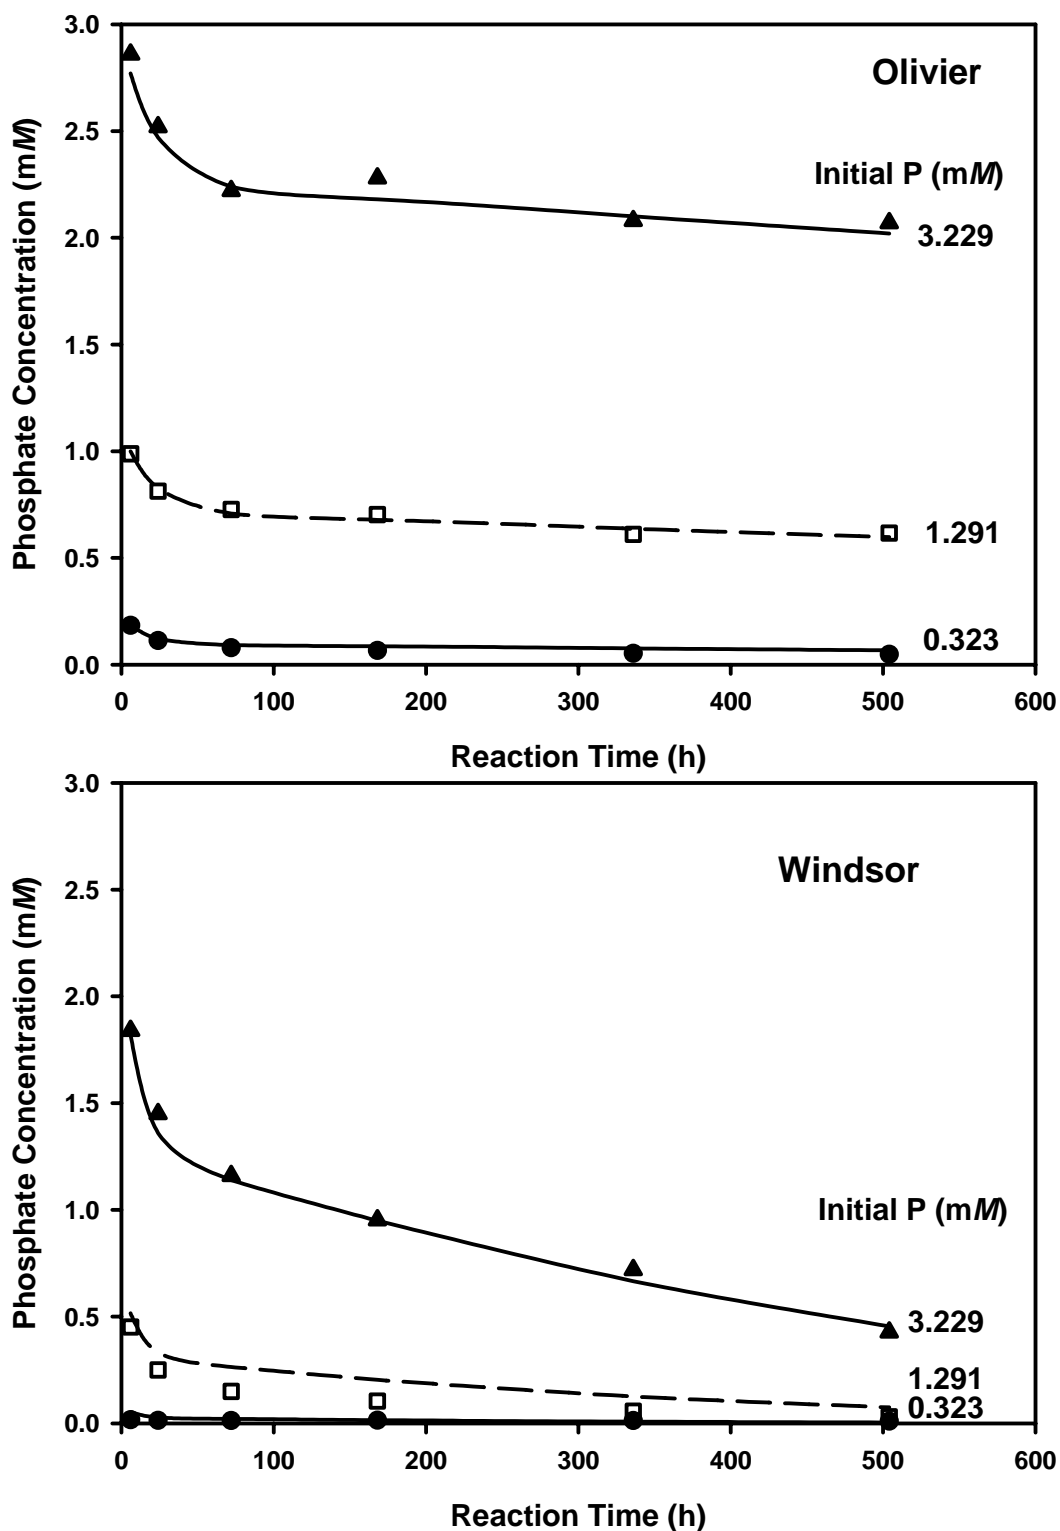 3.0
Olivier
2.5
Initial P (mM)
3.229
2.0
Phosphate Concentration (mM)
1.5
1.0
1.291
0.5
0.323
0.0
0 100 200 300 400 500 600
Reaction Time (h)
3.0
Windsor
2.5
2.0
Phosphate Concentration (mM)
1.5
Initial P (mM)
1.0
0.5
3.229
1.291
0.323
0.0
0 100 200 300 400 500 600
Reaction Time (h)